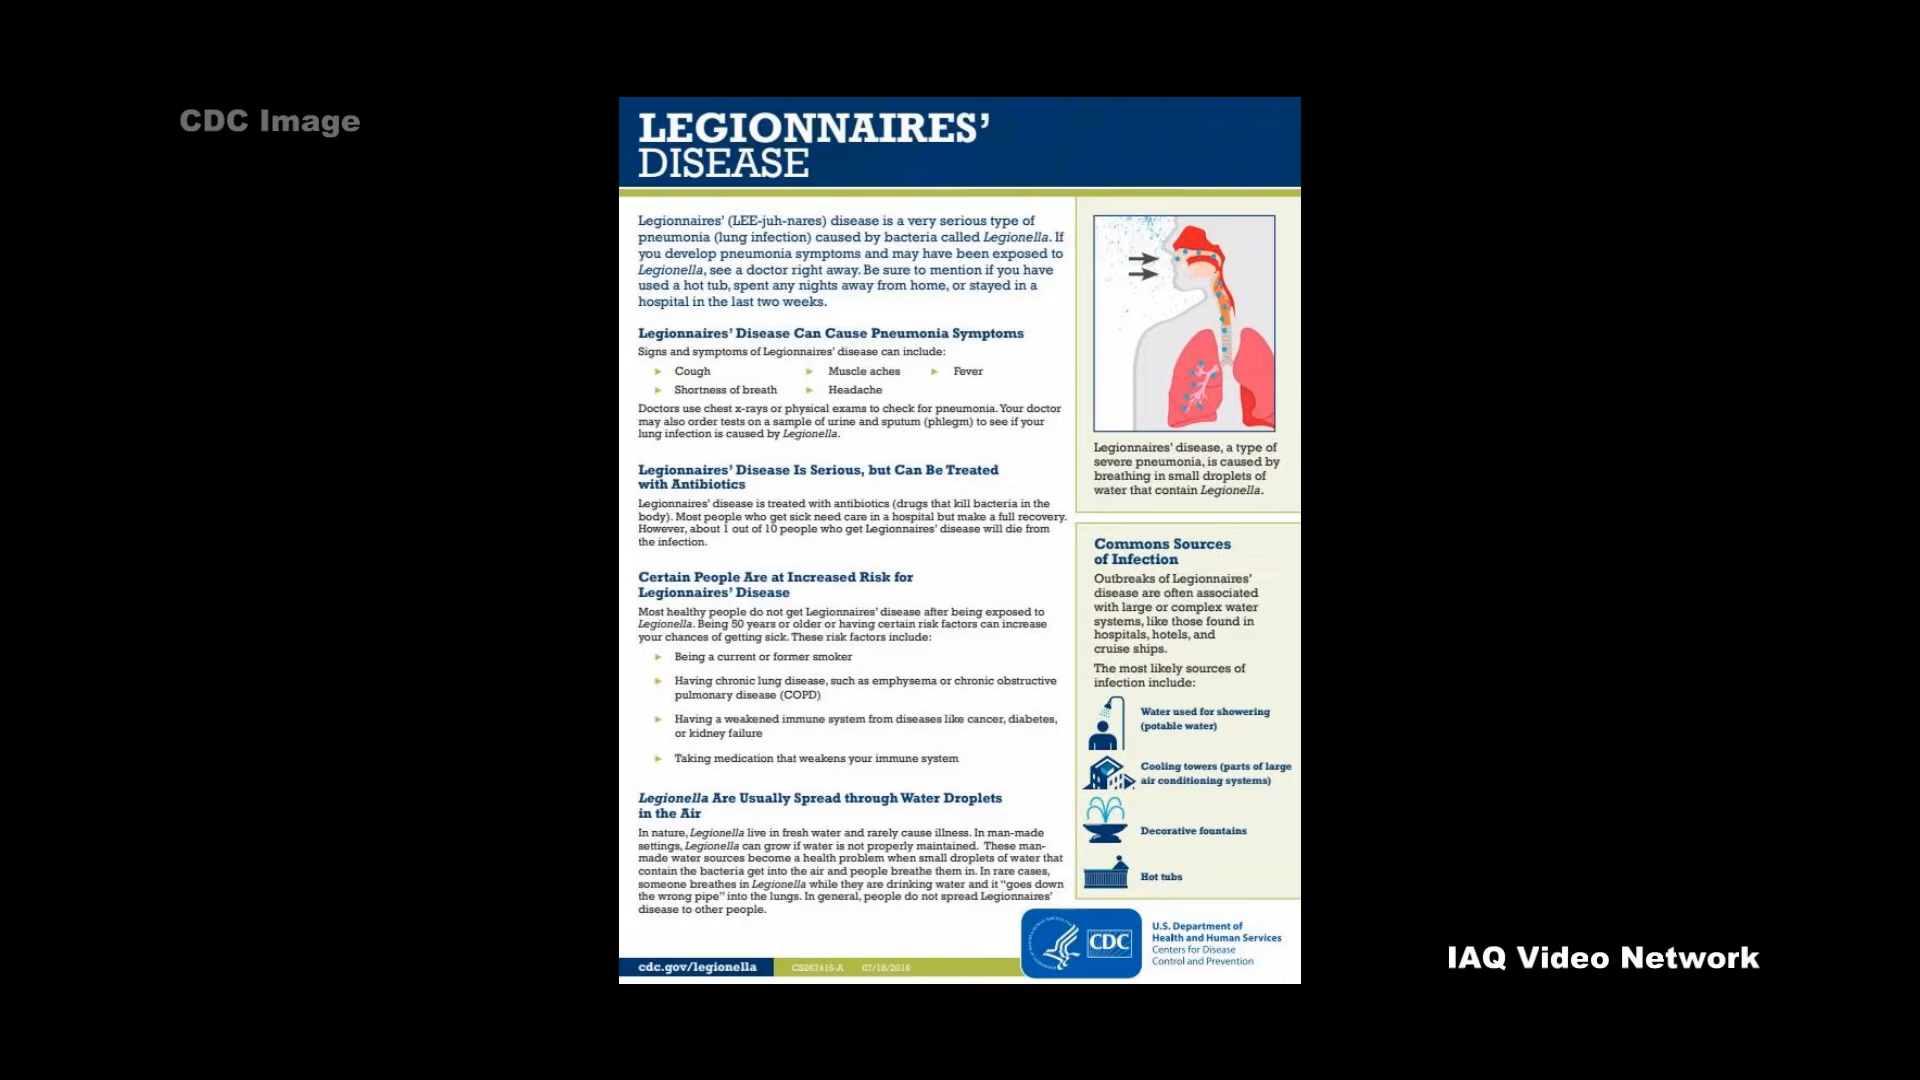 CDC Image
LEGIONNAIRES'
DISEASE
Legionnaires' (LEE-juh-nares) disease is a very serious type of
pneumonia (lung infection) caused by bacteria called Legionella. If
you develop pneumonia symptoms and may have been exposed to
Legionella, see a doctor right away. Be sure to mention if you have
used a hot tub, spent any nights away from home, or stayed in a
hospital in the last two weeks.
Legionnaires' Disease Can Cause Pneumonia Symptoms
Signs and symptoms of Legionnaires' disease can include:
Cough Muscle aches Fever
Shortness of breath Headache
Doctors use chest x-rays or physical exams to check for pneumonia. Your doctor
may also order tests on a sample of urine and sputum (phlegm) to see if your
lung infection is caused by Legionella.
Legionnaires' Disease Is Serious, but Can Be Treated
with Antibiotics
Legionnaires' disease is treated with antibiotics (drugs that kill bacteria in the
body). Most people who get sick need care in a hospital but make a full recovery.
However, about 1 out of 10 people who get Legionnaires' disease will die from
the infection.
Certain People Are at Increased Risk for
Legionnaires' Disease
Most healthy people do not get Legionnaires' disease after being exposed to
Legionella. Being 50 years or older or having certain risk factors can increase
your chances of getting sick. These risk factors include:
Being a current or former smoker
Having chronic lung disease, such as emphysema or chronic obstructive
pulmonary disease (COPD)
Having a weakened immune system from diseases like cancer, diabetes,
or kidney failure
Taking medication that weakens your immune system
Legionella Are Usually Spread through Water Droplets
in the Air
In nature, Legionella live in fresh water and rarely cause illness. In man-made
settings, Legionella can grow if water is not properly maintained. These man-
made water sources become a health problem when small droplets of water that
contain the bacteria get into the air and people breathe them in. In rare cases,
someone breathes in Legionella while they are drinking water and it "goes down
the wrong pipe" into the lungs. In general, people do not spread Legionnaires'
disease to other people.
Legionnaires' disease, a type of
severe pneumonia, is caused by
breathing in small droplets of
water that contain Legionella.
Commons Sources
of Infection
Outbreaks of Legionnaires'
disease are often associated
with large or complex water
systems, like those found in
hospitals, hotels, and
cruise ships.
The most likely sources of
infection include:
Water used for showering
(potable water)
Cooling towers (parts of large
air conditioning systems)
Decorative fountains
Hot tubs
cdc.gov/legionella
CS267416-A 07/18/2016
CDC
U.S. Department of
Health and Human Services
Centers for Disease
Control and Prevention
IAQ Video Network